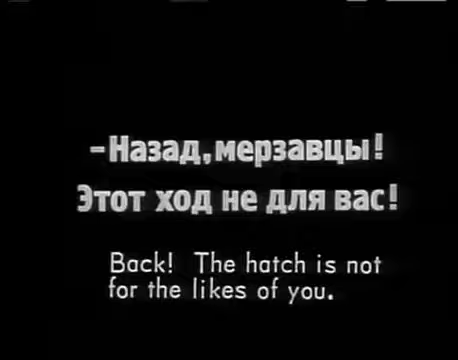 -Назад, мерзавцы!
Этот ход не для вас!
Back! The hatch is not
for the likes of you.